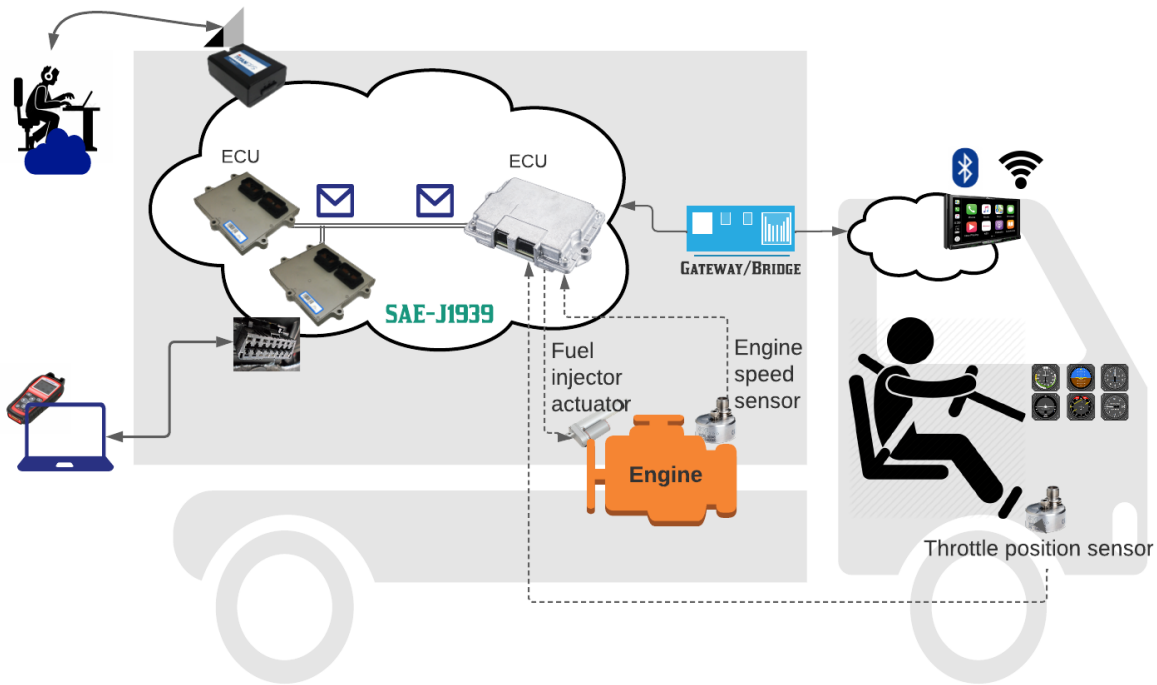 ECU
ECU
SAE-J1939
GATEWAY/BRIDGE
Fuel
injector
actuator
Engine
speed
sensor
Engine
Throttle position sensor